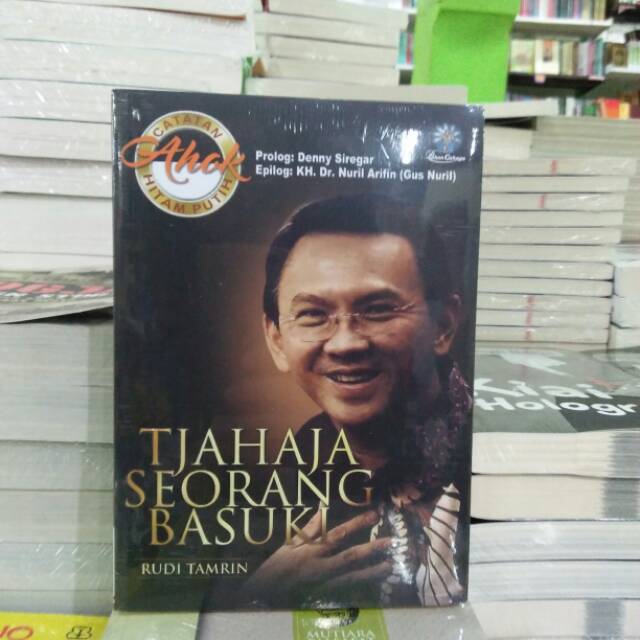 CATATAN
Ahok
HITAM PUTIH
Prolog: Denny Siregar
Epilog: KH. Dr. Nuril Arifin (Gus Nuril)
TJAHAJA
SEORANG
BASUKI
RUDI TAMRIN
MUTIARA